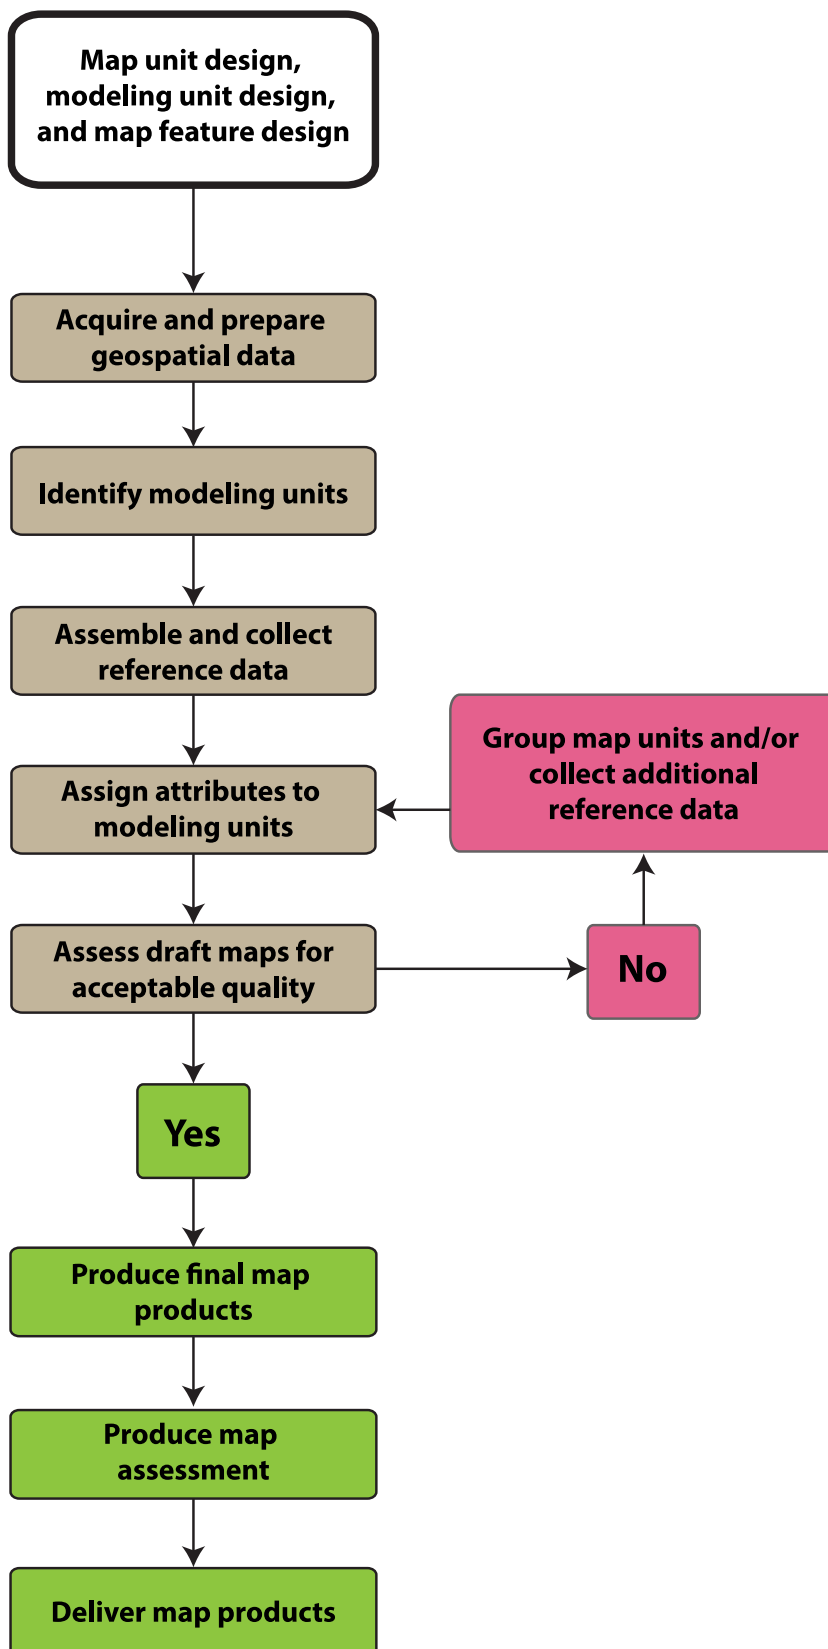 Map unit design,
modeling unit design,
and map feature design
Acquire and prepare
geospatial data
Identify modeling units
Assemble and collect
reference data
Group map units and/or
collect additional
reference data
Assign attributes to
modeling units
Assess draft maps for
acceptable quality
No
Yes
Produce final map
products
Produce map
assessment
Deliver map products